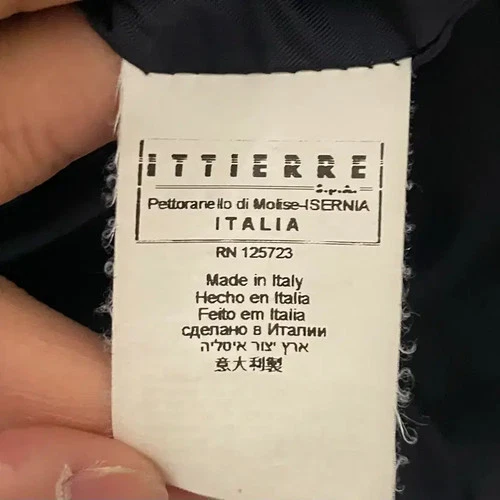 ITTIERRE
s.p.a.
Pettoranello di Molise-ISERNIA
ITALIA
RN 125723
Made in Italy
Hecho en Italia
Feito em Italia
сделано в Италии
ארץ יצור איטליה
意大利製